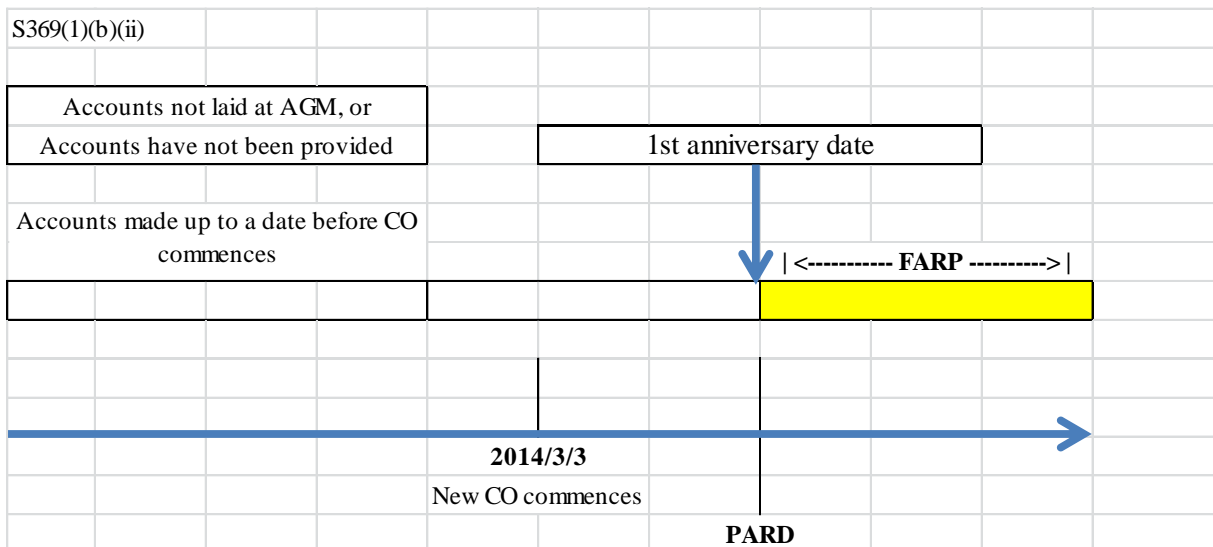 S369(1)(b)(ii)
Accounts not laid at AGM, or
Accounts have not been provided
1st anniversary date
Accounts made up to a date before CO
commences
|<----------- FARP ---------->|
2014/3/3
New CO commences
PARD